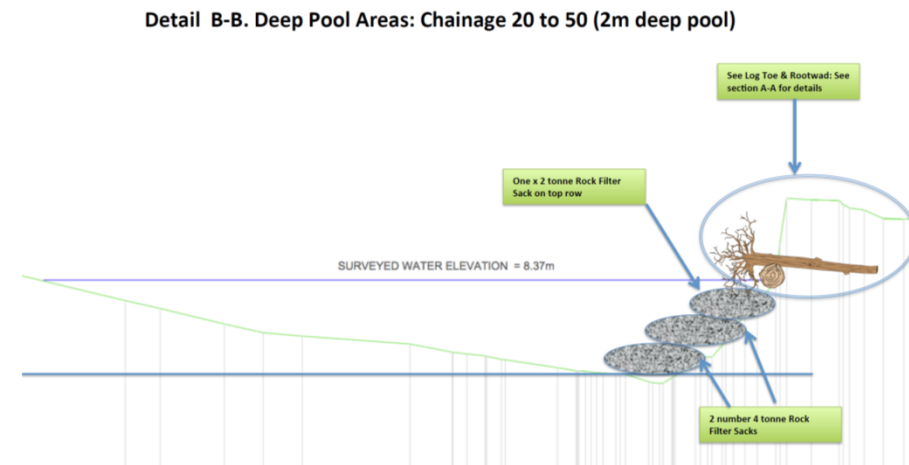 Detail B-B. Deep Pool Areas: Chainage 20 to 50 (2m deep pool)
See Log Toe & Rootwad: See
section A-A for details
One x 2 tonne Rock Filter
Sack on top row
SURVEYED WATER ELEVATION = 8.37m
2 number 4 tonne Rock
Filter Sacks